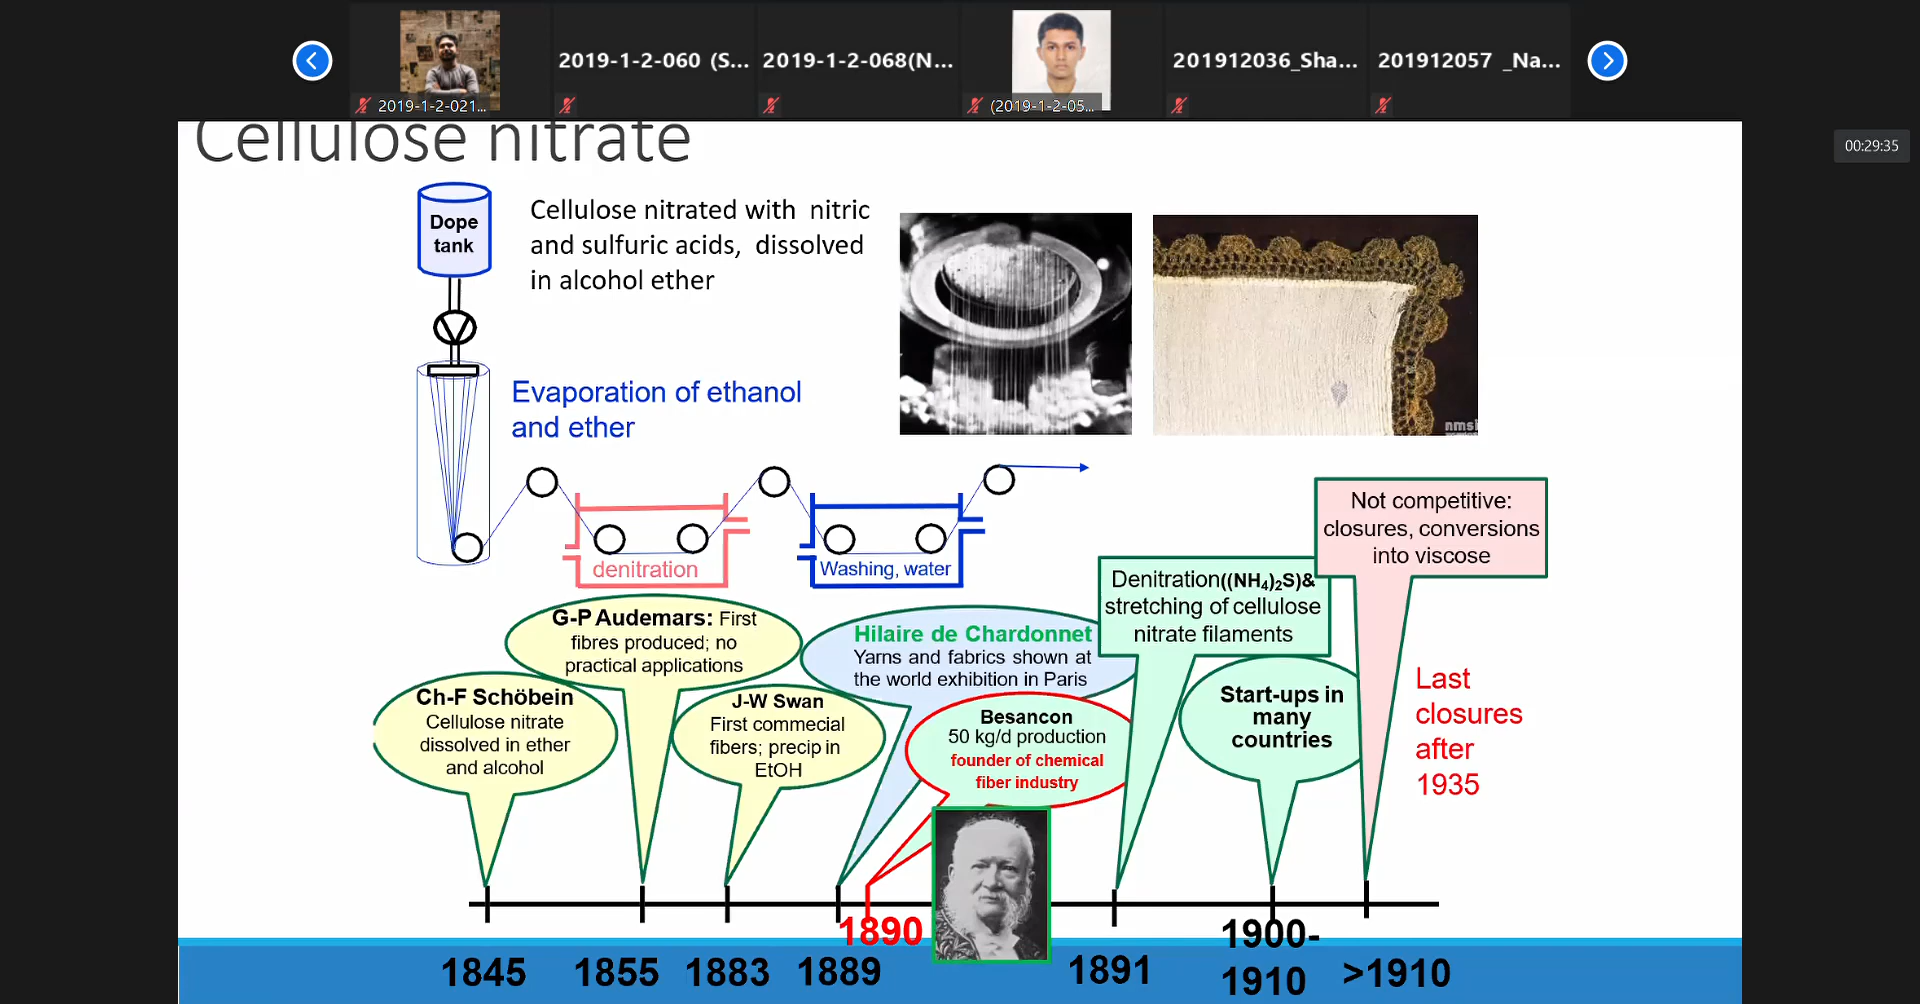 2019-1-2-021...
2019-1-2-060 (S...
2019-1-2-068(N...
(2019-1-2-05...
201912036_Sha...
201912057 _Na...
00:29:35
Cellulose nitrate
Dope
tank
Cellulose nitrated with nitric
and sulfuric acids, dissolved
in alcohol ether
Evaporation of ethanol
and ether
denitration
Washing, water
nmsi
Not competitive:
closures, conversions
into viscose
Denitration((NH₄)₂S)&
stretching of cellulose
nitrate filaments
G-P Audemars: First
fibres produced; no
practical applications
Hilaire de Chardonnet
Yarns and fabrics shown at
the world exhibition in Paris
Ch-F Schöbein
Cellulose nitrate
dissolved in ether
and alcohol
J-W Swan
First commecial
fibers; precip in
EtOH
Besancon
50 kg/d production
founder of chemical
fiber industry
Start-ups in
many
countries
Last
closures
after
1935
1845
1855
1883
1889
1890
1891
1900-
1910
>1910